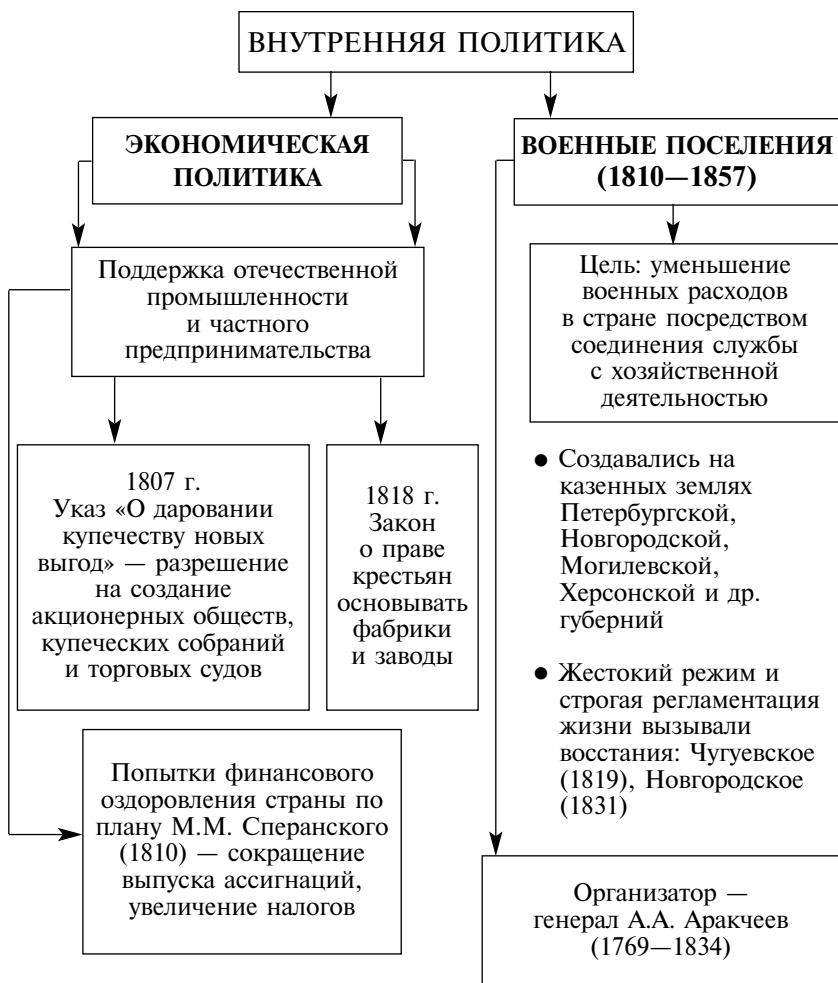 ВНУТРЕННЯЯ ПОЛИТИКА
ЭКОНОМИЧЕСКАЯ
ПОЛИТИКА
ВОЕННЫЕ ПОСЕЛЕНИЯ
(1810—1857)
Поддержка отечественной
промышленности
и частного
предпринимательства
Цель: уменьшение
военных расходов
в стране посредством
соединения службы
с хозяйственной
деятельностью
1807 г.
Указ «О даровании
купечеству новых
выгод» — разрешение
на создание
акционерных обществ,
купеческих собраний
и торговых судов
1818 г.
Закон
о праве
крестьян
основывать
фабрики
и заводы
● Создавались на
казенных землях
Петербургской,
Новгородской,
Могилевской,
Херсонской и др.
губерний
● Жестокий режим и
строгая регламентация
жизни вызывали
восстания: Чугуевское
(1819), Новгородское
(1831)
Попытки финансового
оздоровления страны по
плану М.М. Сперанского
(1810) — сокращение
выпуска ассигнаций,
увеличение налогов
Организатор —
генерал А.А. Аракчеев
(1769—1834)